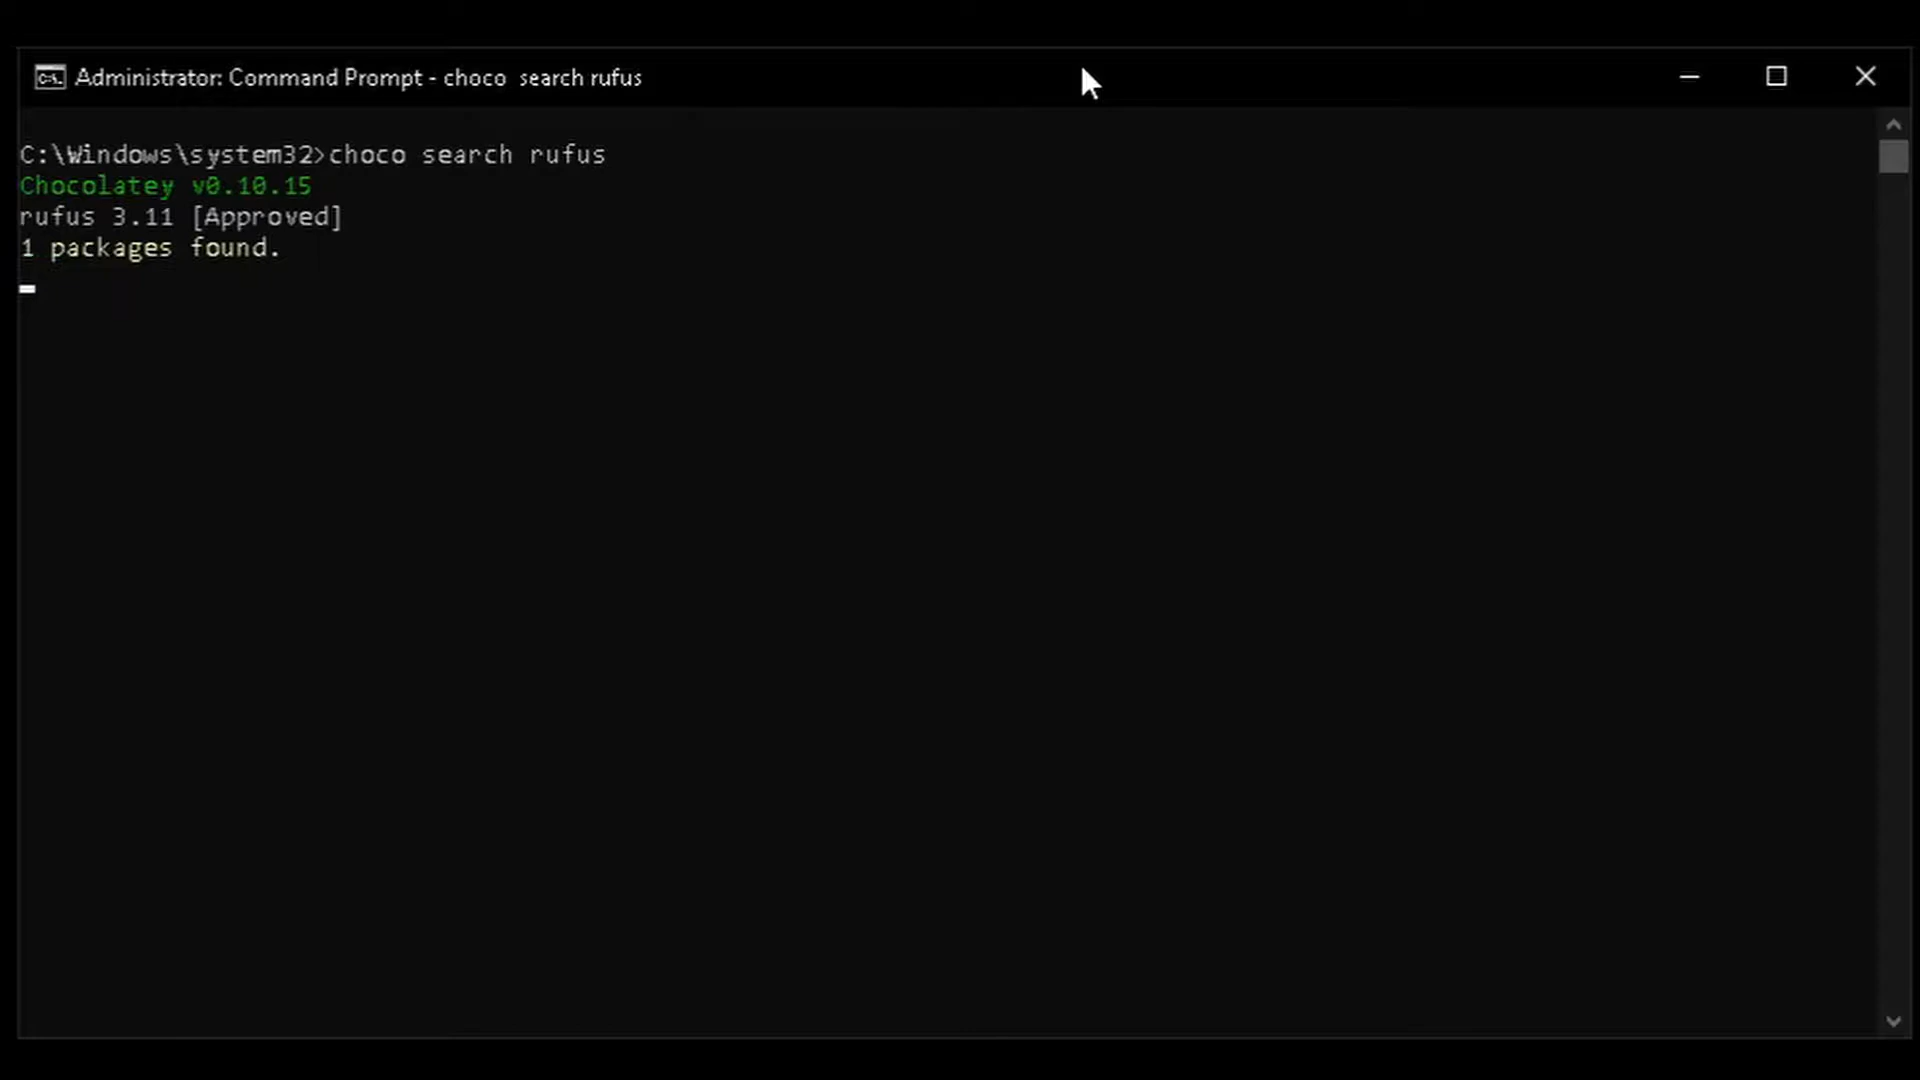 Administrator: Command Prompt - choco  search rufus
C:\Windows\system32>choco search rufus
Chocolatey v0.10.15
rufus 3.11 [Approved]
1 packages found.